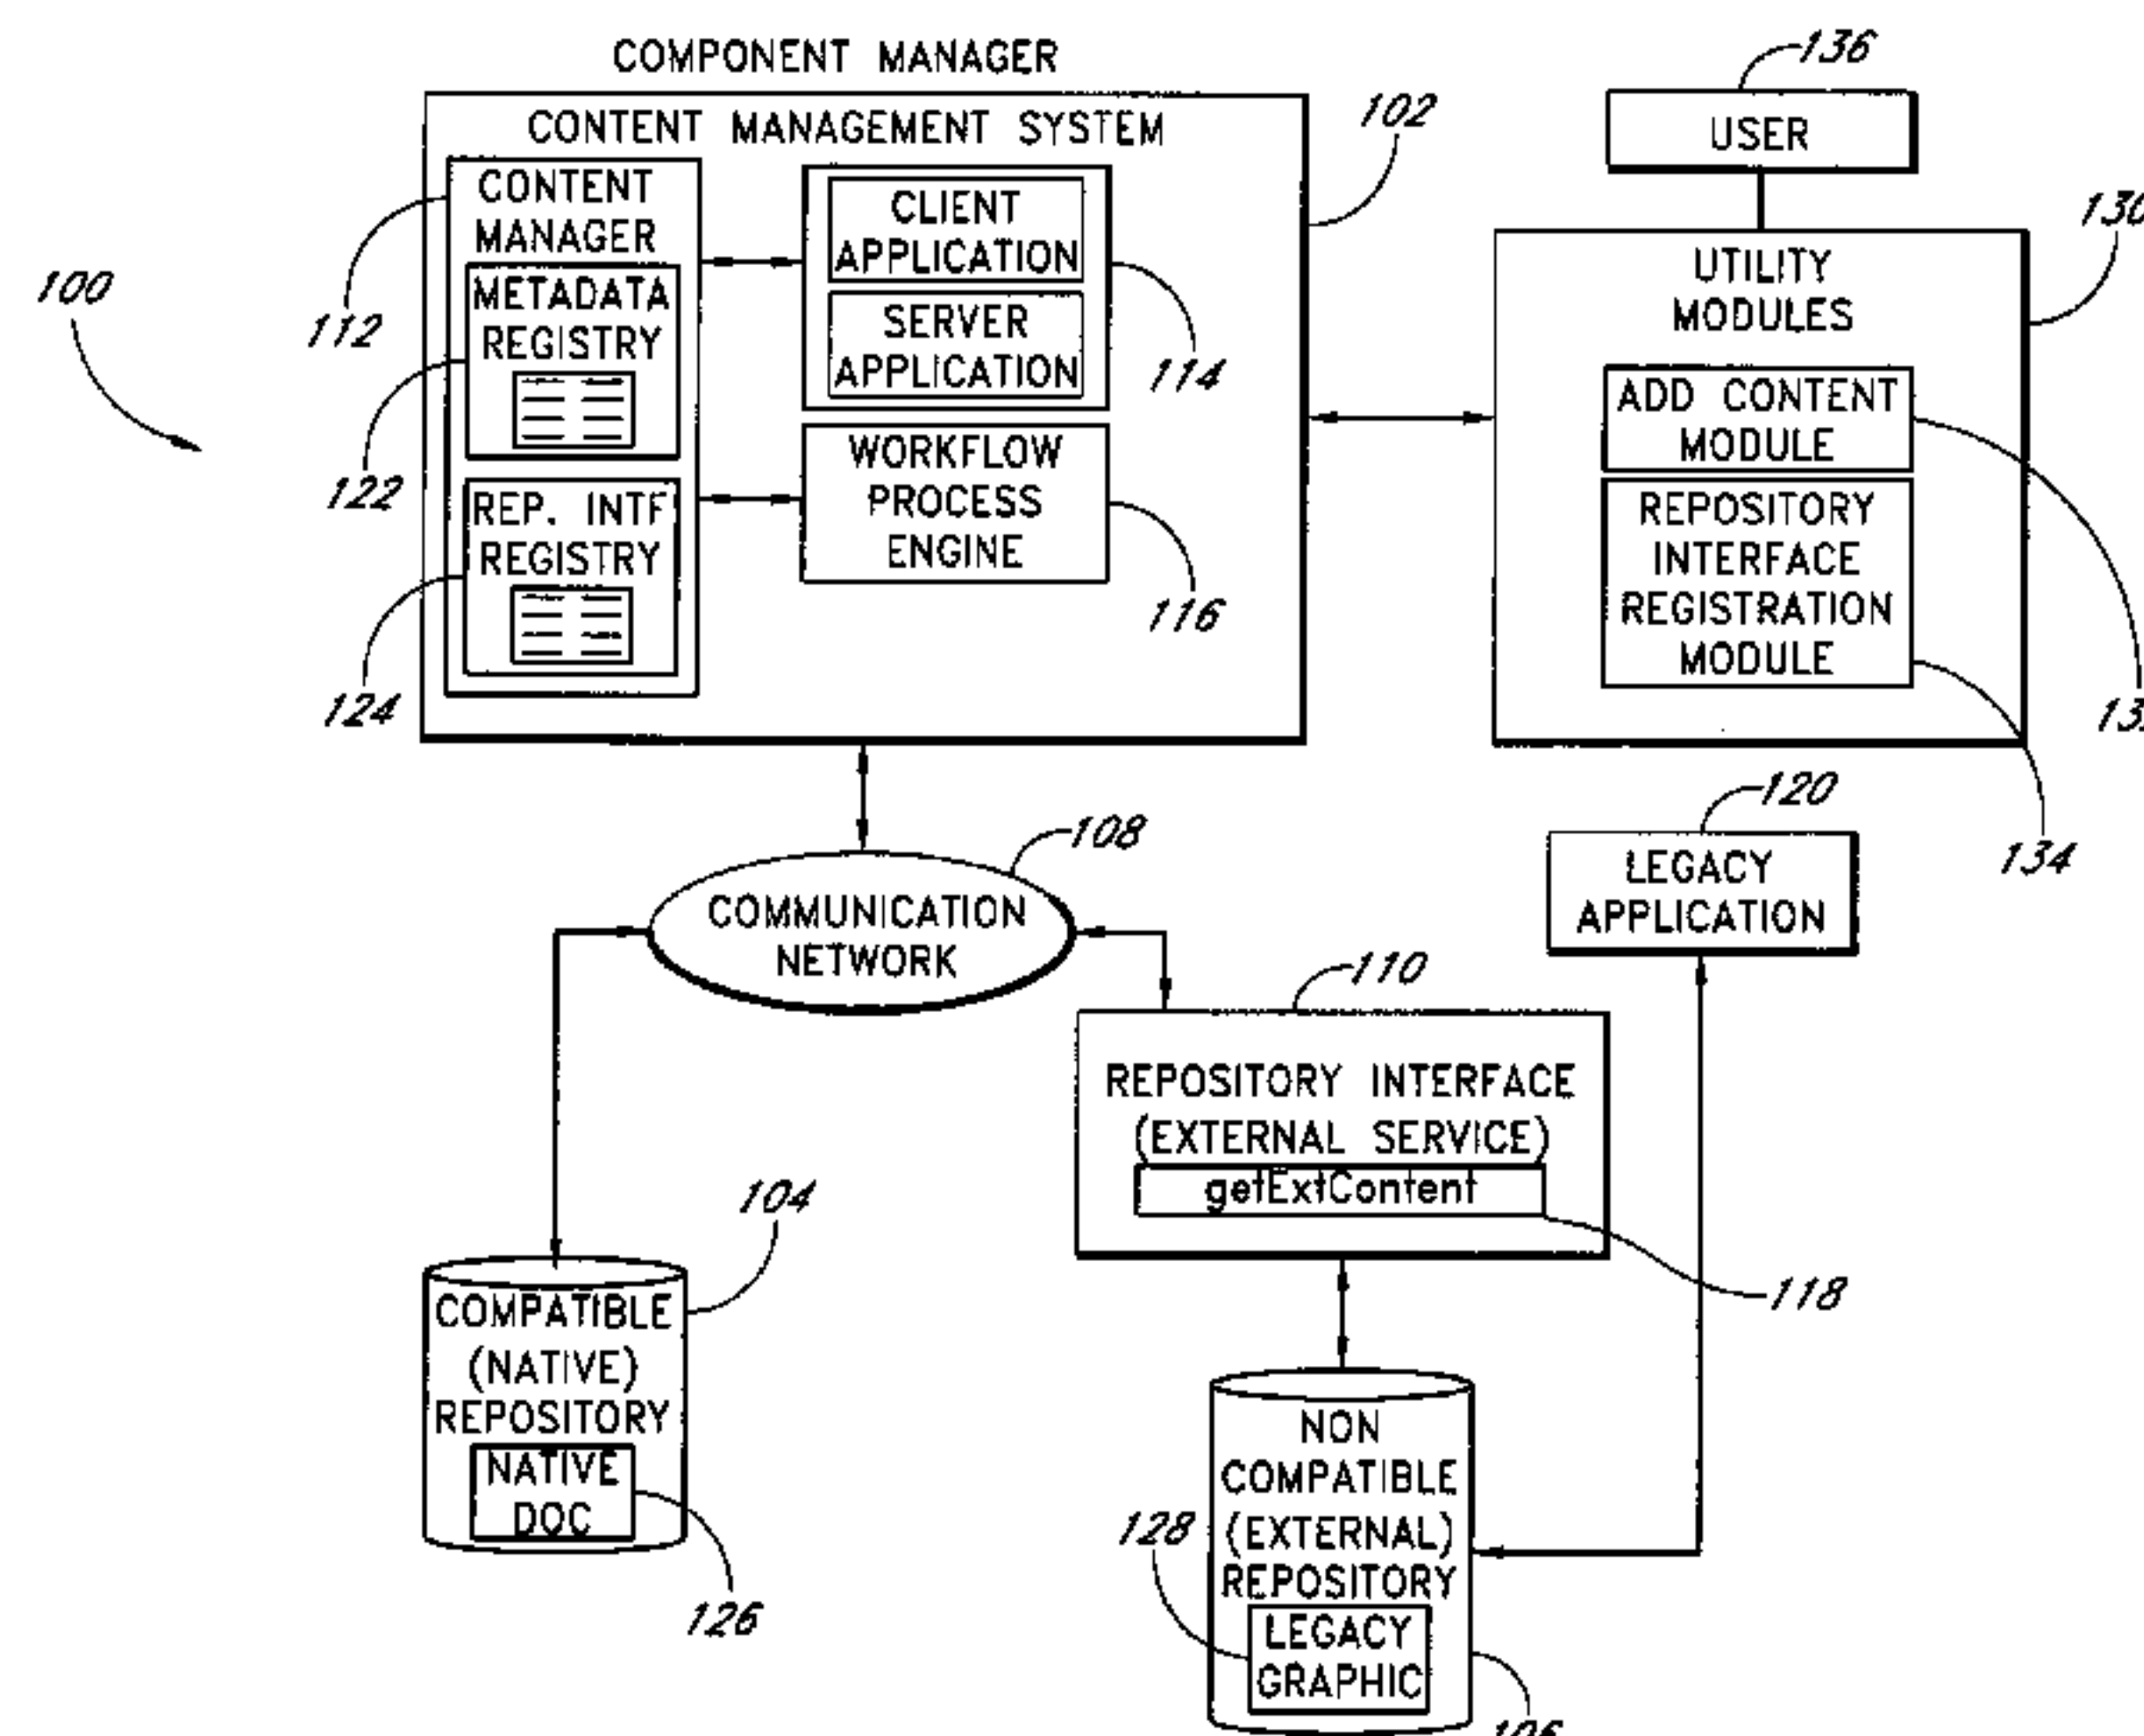 COMPONENT MANAGER
CONTENT MANAGEMENT SYSTEM
102
CONTENT
MANAGER
112
METADATA
REGISTRY
122
REP. INTF
REGISTRY
124
CLIENT
APPLICATION
SERVER
APPLICATION
114
WORKFLOW
PROCESS
ENGINE
116
100
136
USER
130
UTILITY
MODULES
ADD CONTENT
MODULE
REPOSITORY
INTERFACE
REGISTRATION
MODULE
134
120
LEGACY
APPLICATION
108
COMMUNICATION
NETWORK
110
REPOSITORY INTERFACE
(EXTERNAL SERVICE)
getExtContent
118
104
COMPATIBLE
(NATIVE)
REPOSITORY
NATIVE
DOC
126
NON
COMPATIBLE
(EXTERNAL)
REPOSITORY
128
LEGACY
GRAPHIC